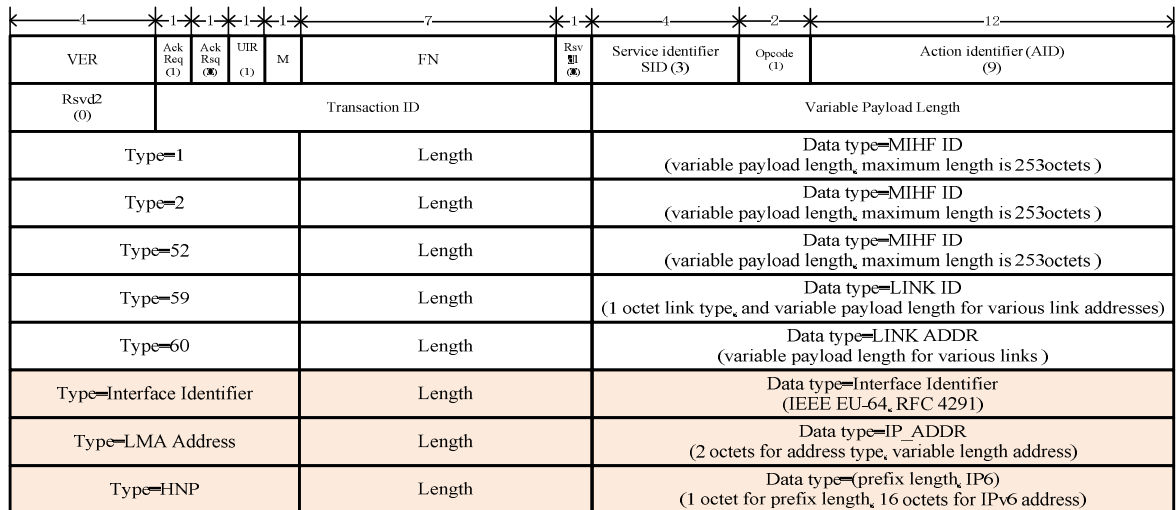 4 1 1 1 1 7 1 4 2 12
VER
Ack
Req
(1)
Ack
Rsq
UIR
(1)
M
FN
Rsv
Service identifier
SID (3)
Opcode
(1)
Action identifier (AID)
(9)
Rsvd2
(0)
Transaction ID
Variable Payload Length
Type=1
Length
Data type=MIHF ID
(variable payload length, maximum length is 253octets )
Type=2
Length
Data type=MIHF ID
(variable payload length, maximum length is 253octets )
Type=52
Length
Data type=MIHF ID
(variable payload length, maximum length is 253octets )
Type=59
Length
Data type=LINK ID
(1 octet link type, and variable payload length for various link addresses)
Type=60
Length
Data type=LINK ADDR
(variable payload length for various links )
Type=Interface Identifier
Length
Data type=Interface Identifier
(IEEE EU-64, RFC 4291)
Type=LMA Address
Length
Data type=IP_ADDR
(2 octets for address type, variable length address)
Type=HNP
Length
Data type=(prefix length, IP6)
(1 octet for prefix length, 16 octets for IPv6 address)